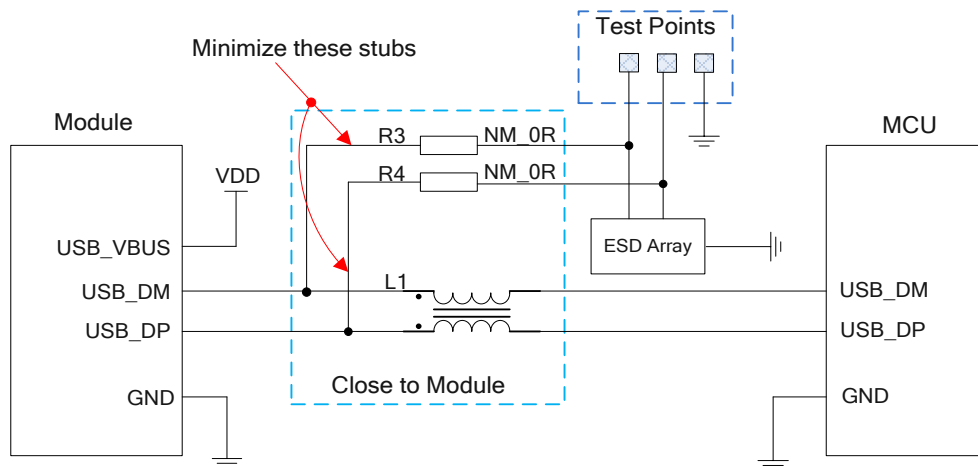 Test Points
Minimize these stubs
Module
MCU
R3
NM_0R
R4
NM_0R
VDD
ESD Array
USB_VBUS
L1
USB_DM
USB_DM
USB_DP
USB_DP
Close to Module
GND
GND